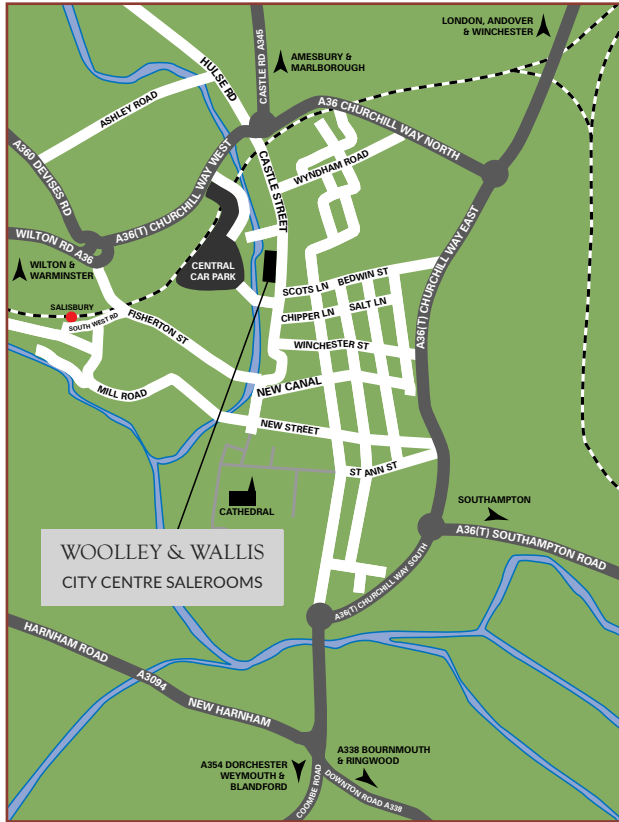 LONDON, ANDOVER
& WINCHESTER
HULSE RD
CASTLE RD A345
AMESBURY &
MARLBOROUGH
ASHLEY ROAD
A36 CHURCHILL WAY NORTH
A360 DEVISES RD
A36(T) CHURCHILL WAY WEST
CASTLE STREET
WYNDHAM ROAD
WILTON RD A36
WILTON &
WARMINSTER
CENTRAL
CAR PARK
A36(T) CHURCHILL WAY EAST
SCOTS LN
BEDWIN ST
SALISBURY
SOUTH WEST RD
FISHERTON ST
CHIPPER LN
SALT LN
WINCHESTER ST
MILL ROAD
NEW CANAL
NEW STREET
ST ANN ST
CATHEDRAL
SOUTHAMPTON
A36(T) SOUTHAMPTON ROAD
WOOLLEY & WALLIS
CITY CENTRE SALEROOMS
A36(T) CHURCHILL WAY SOUTH
HARNHAM ROAD
A3094
NEW HARNHAM
A354 DORCHESTER
WEYMOUTH &
BLANDFORD
A338 BOURNMOUTH
& RINGWOOD
COOMBE ROAD
DOWNTON ROAD A338